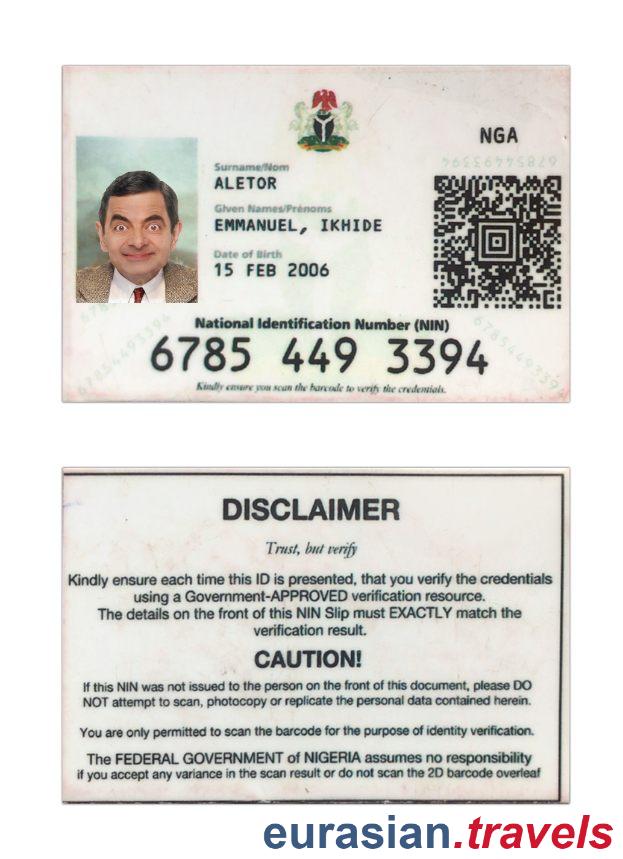 NGA
67854493394
Surname/Nom
ALETOR
Given Names/Prénoms
EMMANUEL, IKHIDE
Date of Birth
15 FEB 2006
67854493394
67854493394
National Identification Number (NIN)
6785 449 3394
Kindly ensure you scan the barcode to verify the credentials.
DISCLAIMER
Trust, but verify
Kindly ensure each time this ID is presented, that you verify the credentials
using a Government-APPROVED verification resource.
The details on the front of this NIN Slip must EXACTLY match the
verification result.
CAUTION!
If this NIN was not issued to the person on the front of this document, please DO
NOT attempt to scan, photocopy or replicate the personal data contained herein.
You are only permitted to scan the barcode for the purpose of identity verification.
The FEDERAL GOVERNMENT of NIGERIA assumes no responsibility
if you accept any variance in the scan result or do not scan the 2D barcode overleaf
eurasian.travels